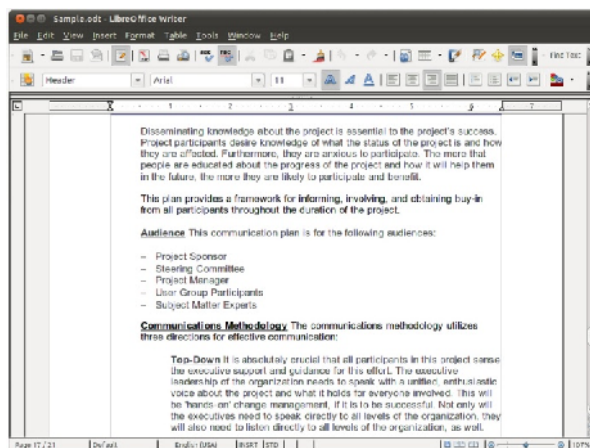 Sample.odt - LibreOffice Writer
File Edit View Insert Format Table Tools Window Help
Find Text
Header Arial 11
1 2 3 4 5 6 7
Disseminating knowledge about the project is essential to the project's success.
Project participants desire knowledge of what the status of the project is and how
they are affected. Furthermore, they are anxious to participate. The more that
people are educated about the progress of the project and how it will help them
in the future, the more they are likely to participate and benefit.
This plan provides a framework for informing, involving, and obtaining buy-in
from all participants throughout the duration of the project.
Audience This communication plan is for the following audiences:
– Project Sponsor
– Steering Committee
– Project Manager
– User Group Participants
– Subject Matter Experts
Communications Methodology The communications methodology utilizes
three directions for effective communication:
Top-Down It is absolutely crucial that all participants in this project sense
the executive support and guidance for this effort. The executive
leadership of the organization needs to speak with a unified, enthusiastic
voice about the project and what it holds for everyone involved. This will
be 'hands-on' change management, if it is to be successful. Not only will
the executives need to speak directly to all levels of the organization, they
will also need to listen directly to all levels of the organization, as well.
Page 17 / 21 Default English (USA) INSRT STD 107%